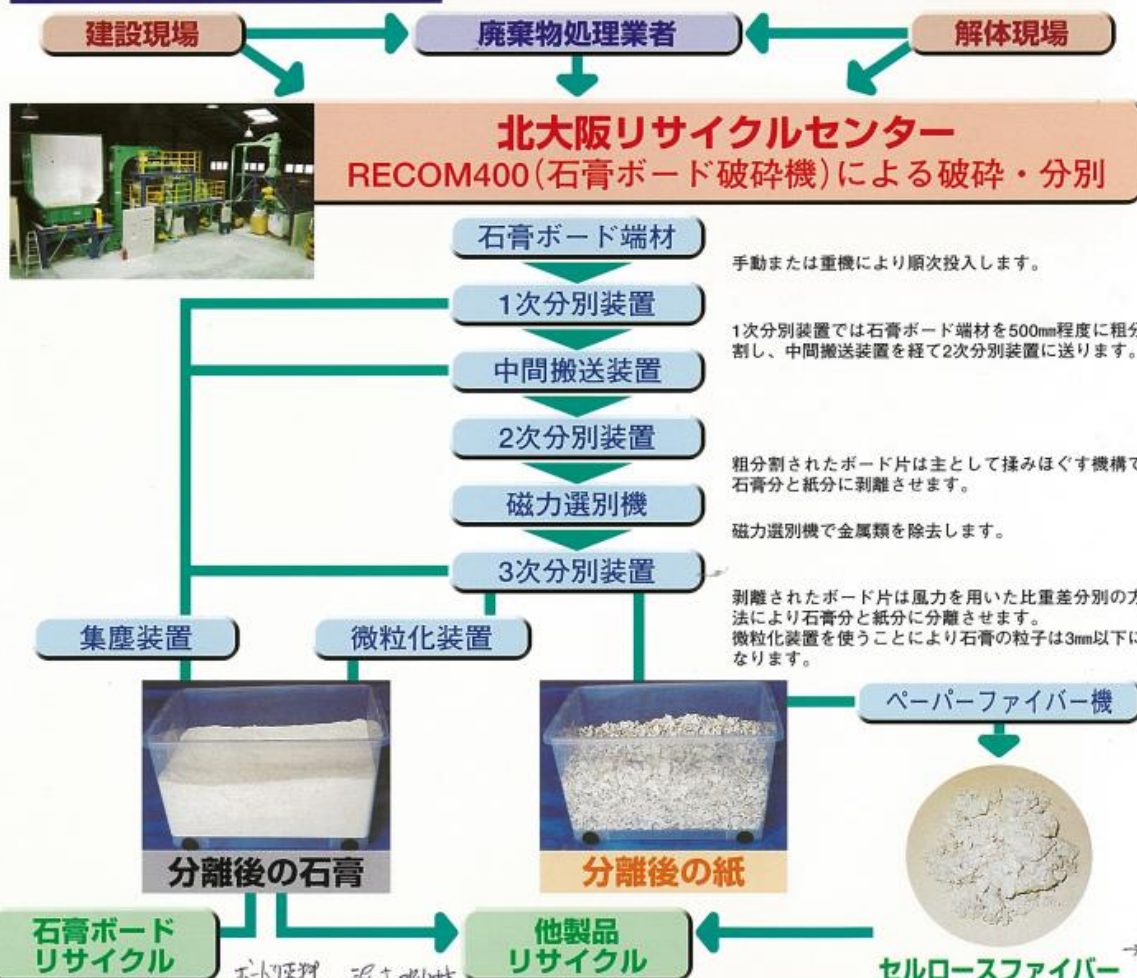 建設現場
廃棄物処理業者
解体現場
北大阪リサイクルセンター
RECOM400(石膏ボード破砕機)による破砕・分別
石膏ボード端材
手動または重機により順次投入します。
1次分別装置
1次分別装置では石膏ボード端材を500㎜程度に粗分
割し、中間搬送装置を経て2次分別装置に送ります。
中間搬送装置
2次分別装置
粗分割されたボード片は主として揉みほぐす機構で
石膏分と紙分に剥離させます。
磁力選別機
磁力選別機で金属類を除去します。
3次分別装置
剥離されたボード片は風力を用いた比重差分別の方
法により石膏分と紙分に分離させます。
微粒化装置を使うことにより石膏の粒子は3㎜以下に
なります。
集塵装置
微粒化装置
ペーパーファイバー機
分離後の石膏
分離後の紙
石膏ボード
リサイクル
他製品
リサイクル
セルロースファイバー